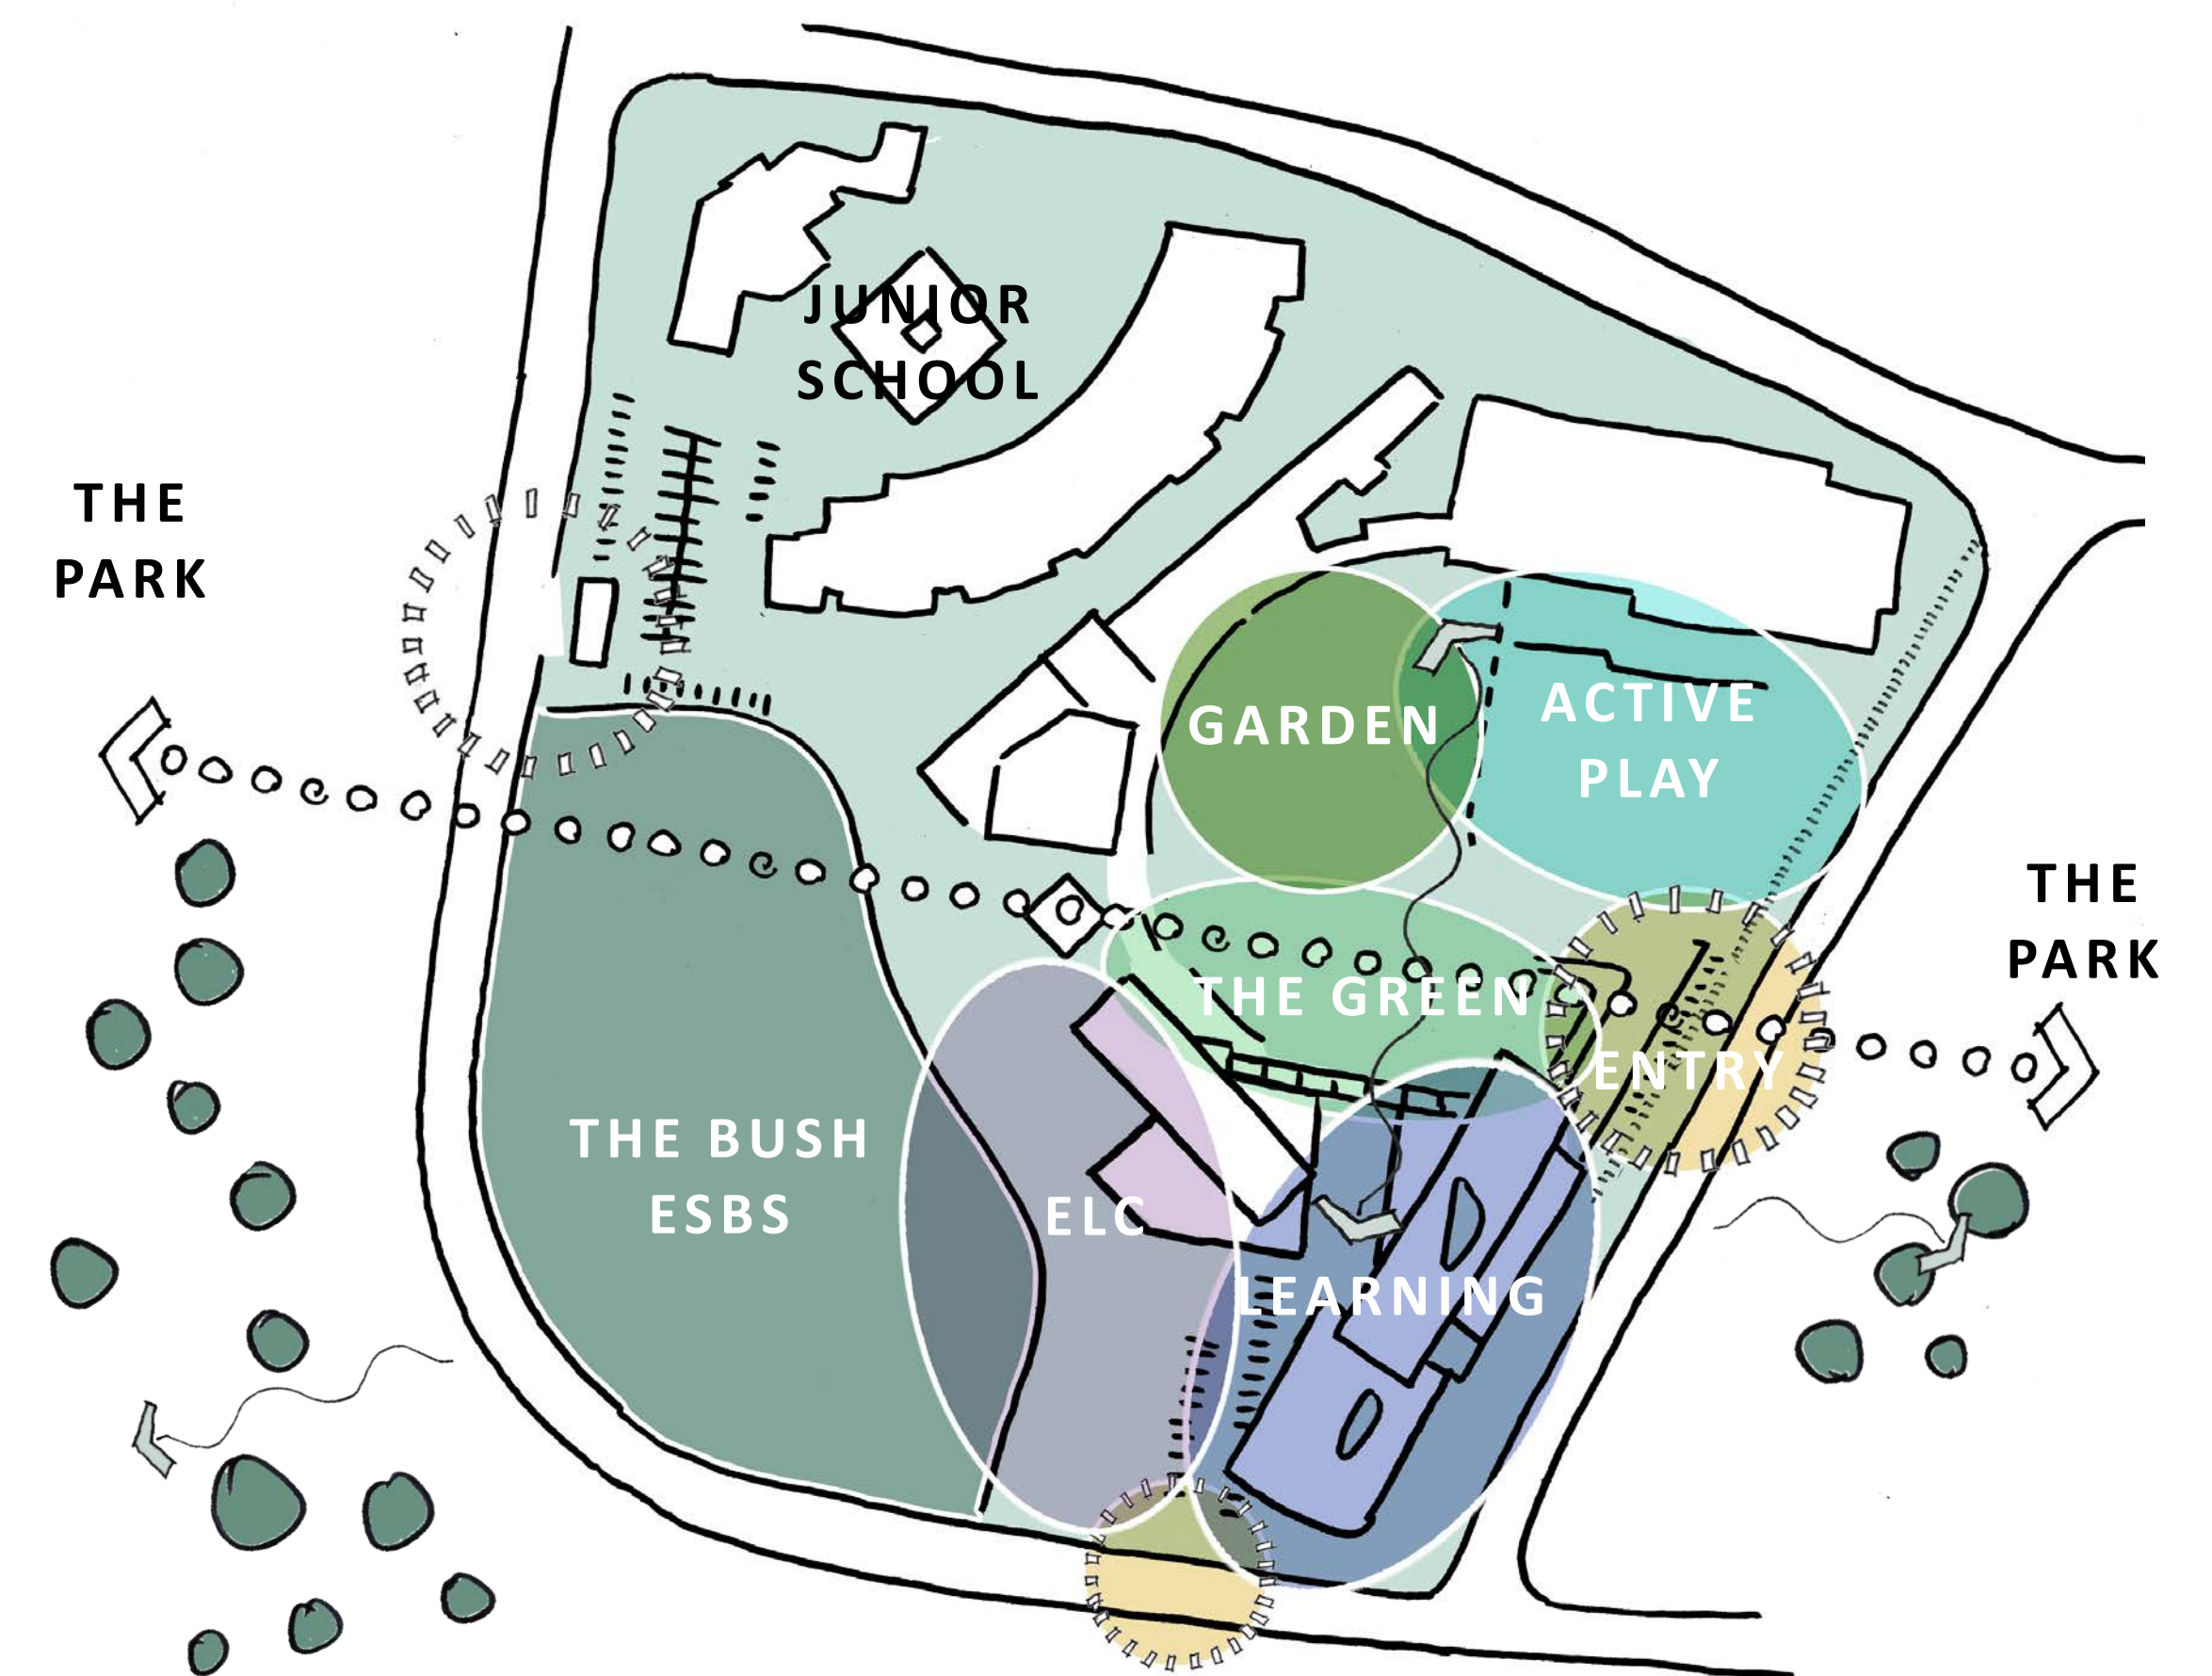 JUNIOR
SCHOOL
THE
PARK
GARDEN
ACTIVE
PLAY
THE
PARK
THE GREEN
ENTRY
THE BUSH
ESBS
ELC
LEARNING